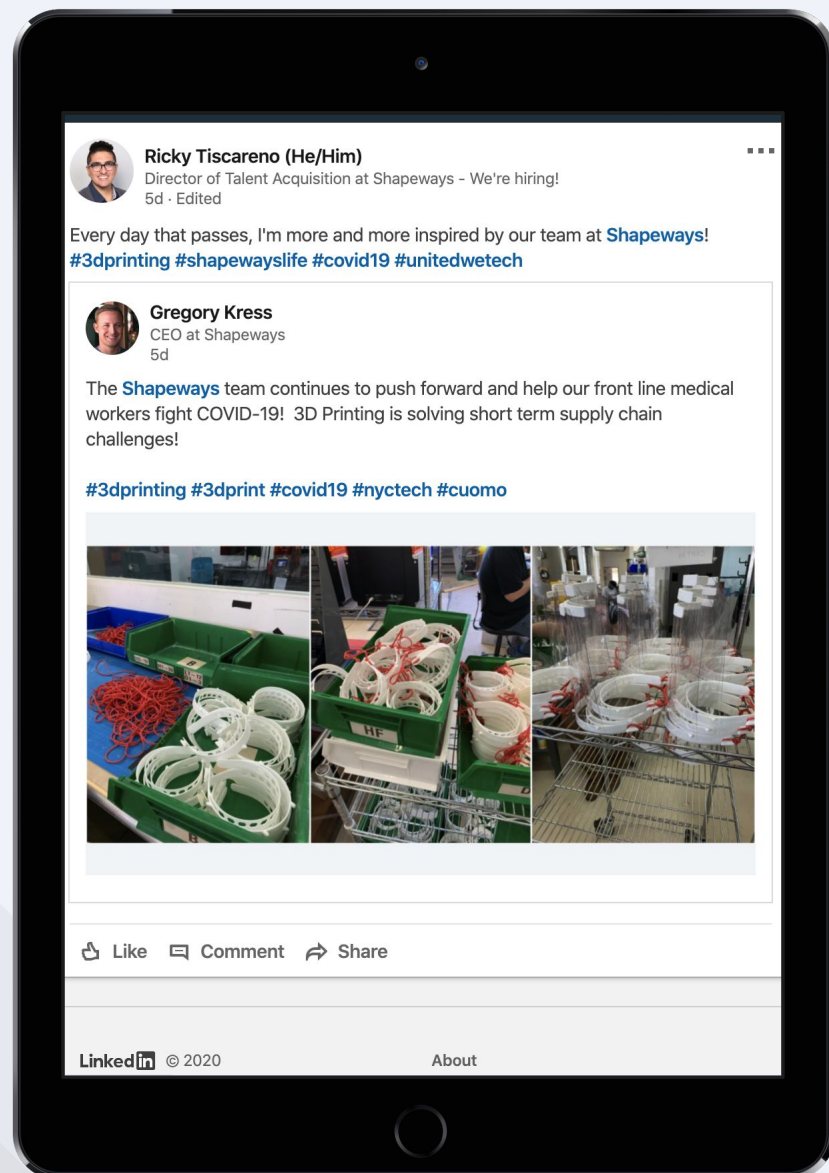 Ricky Tiscareno (He/Him)
Director of Talent Acquisition at Shapeways - We're hiring!
5d · Edited
Every day that passes, I'm more and more inspired by our team at Shapeways!
#3dprinting #shapewayslife #covid19 #unitedwetech
Gregory Kress
CEO at Shapeways
5d
The Shapeways team continues to push forward and help our front line medical
workers fight COVID-19!  3D Printing is solving short term supply chain
challenges!
#3dprinting #3dprint #covid19 #nyctech #cuomo
HF
Like Comment Share
Linked in © 2020 About